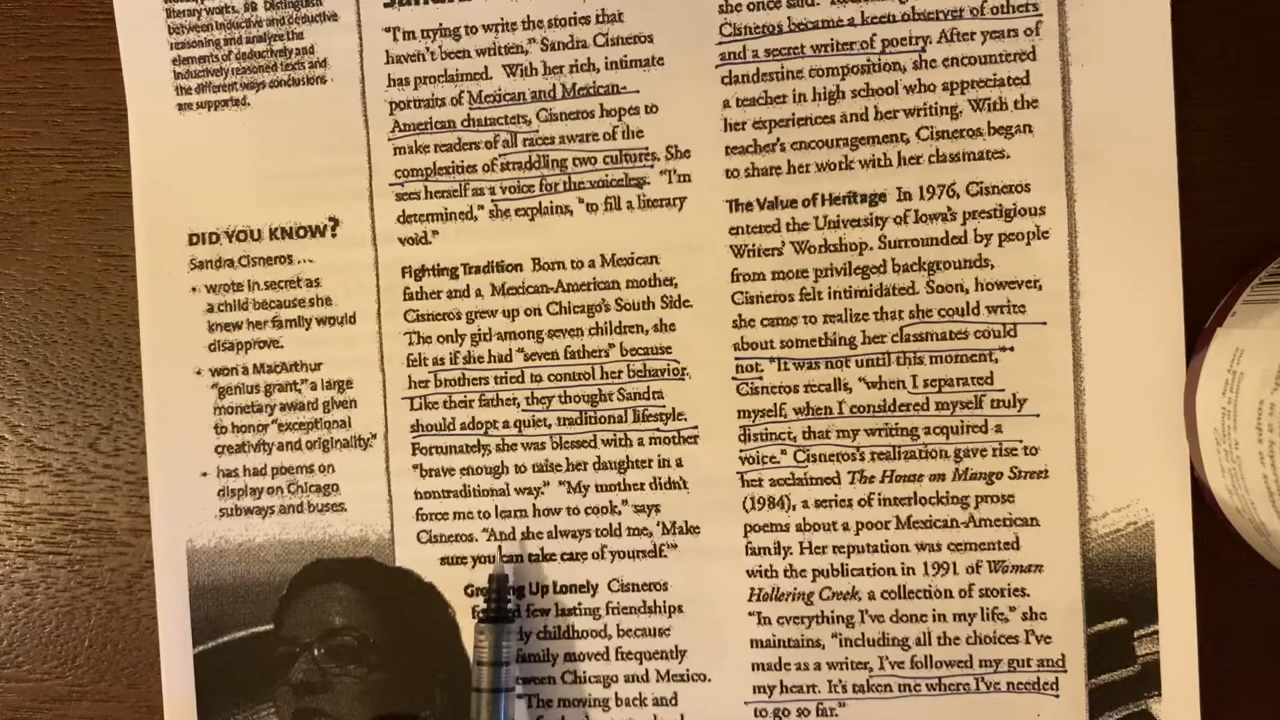 literary works. 9B Distinguish
between inductive and deductive
reasoning and analyze the
elements of deductively and
inductively reasoned texts and
the different ways conclusions
are supported.
DID YOU KNOW?
Sandra Cisneros ...
• wrote in secret as
a child because she
knew her family would
disapprove.
• won a MacArthur
"genius grant," a large
monetary award given
to honor "exceptional
creativity and originality."
• has had poems on
display on Chicago
subways and buses.
"I'm trying to write the stories that
haven't been written," Sandra Cisneros
has proclaimed. With her rich, intimate
portraits of Mexican and Mexican-
American characters, Cisneros hopes to
make readers of all races aware of the
complexities of straddling two cultures. She
sees herself as a voice for the voiceless. "I'm
determined," she explains, "to fill a literary
void."
Fighting Tradition Born to a Mexican
father and a Mexican-American mother,
Cisneros grew up on Chicago's South Side.
The only girl among seven children, she
felt as if she had "seven fathers" because
her brothers tried to control her behavior.
Like their father, they thought Sandra
should adopt a quiet, traditional lifestyle.
Fortunately, she was blessed with a mother
"brave enough to raise her daughter in a
nontraditional way." "My mother didn't
force me to learn how to cook," says
Cisneros. "And she always told me, 'Make
sure you can take care of yourself.'"
Up Lonely Cisneros
few lasting friendships
childhood, because
family moved frequently
Chicago and Mexico.
"The moving back and
she once said.
Cisneros became a keen observer of others
and a secret writer of poetry. After years of
clandestine composition, she encountered
a teacher in high school who appreciated
her experiences and her writing. With the
teacher's encouragement, Cisneros began
to share her work with her classmates.
The Value of Heritage In 1976, Cisneros
entered the University of Iowa's prestigious
Writers' Workshop. Surrounded by people
from more privileged backgrounds,
Cisneros felt intimidated. Soon, however,
she came to realize that she could write
about something her classmates could
not. "It was not until this moment,"
Cisneros recalls, "when I separated
myself, when I considered myself truly
distinct, that my writing acquired a
voice." Cisneros's realization gave rise to
her acclaimed The House on Mango Street
(1984), a series of interlocking prose
poems about a poor Mexican-American
family. Her reputation was cemented
with the publication in 1991 of Woman
Hollering Creek, a collection of stories.
"In everything I've done in my life," she
maintains, "including all the choices I've
made as a writer, I've followed my gut and
my heart. It's taken me where I've needed
to go so far."